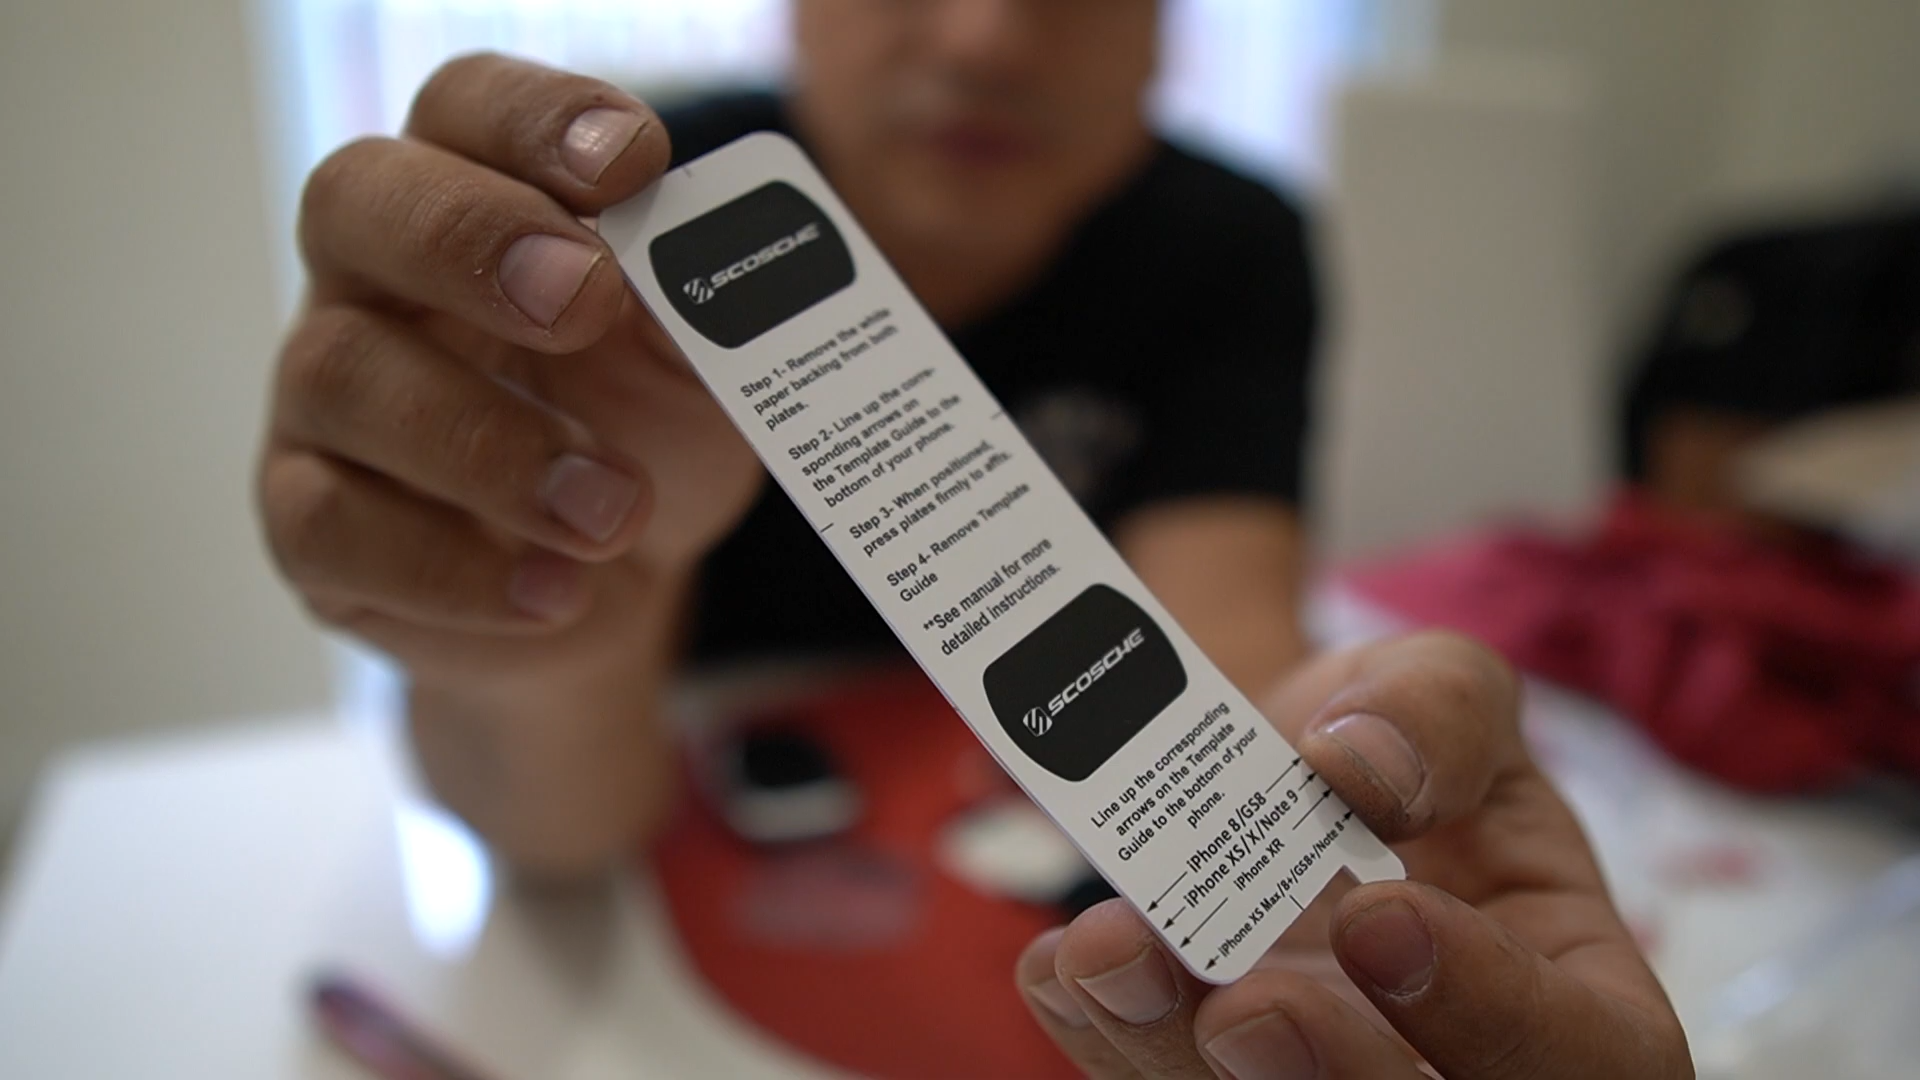 SCOSCHE
Step 1- Remove the white
paper backing from both
plates.
Step 2- Line up the corre-
sponding arrows on
the Template Guide to the
bottom of your phone.
Step 3- When positioned,
press plates firmly to affix.
Step 4- Remove Template
Guide
**See manual for more
detailed instructions.
SCOSCHE
Line up the corresponding
arrows on the Template
Guide to the bottom of your
phone.
iPhone 8/GS8
iPhone XS/X/Note 9
iPhone XR
iPhone XS Max/8+/GS8+/Note 8